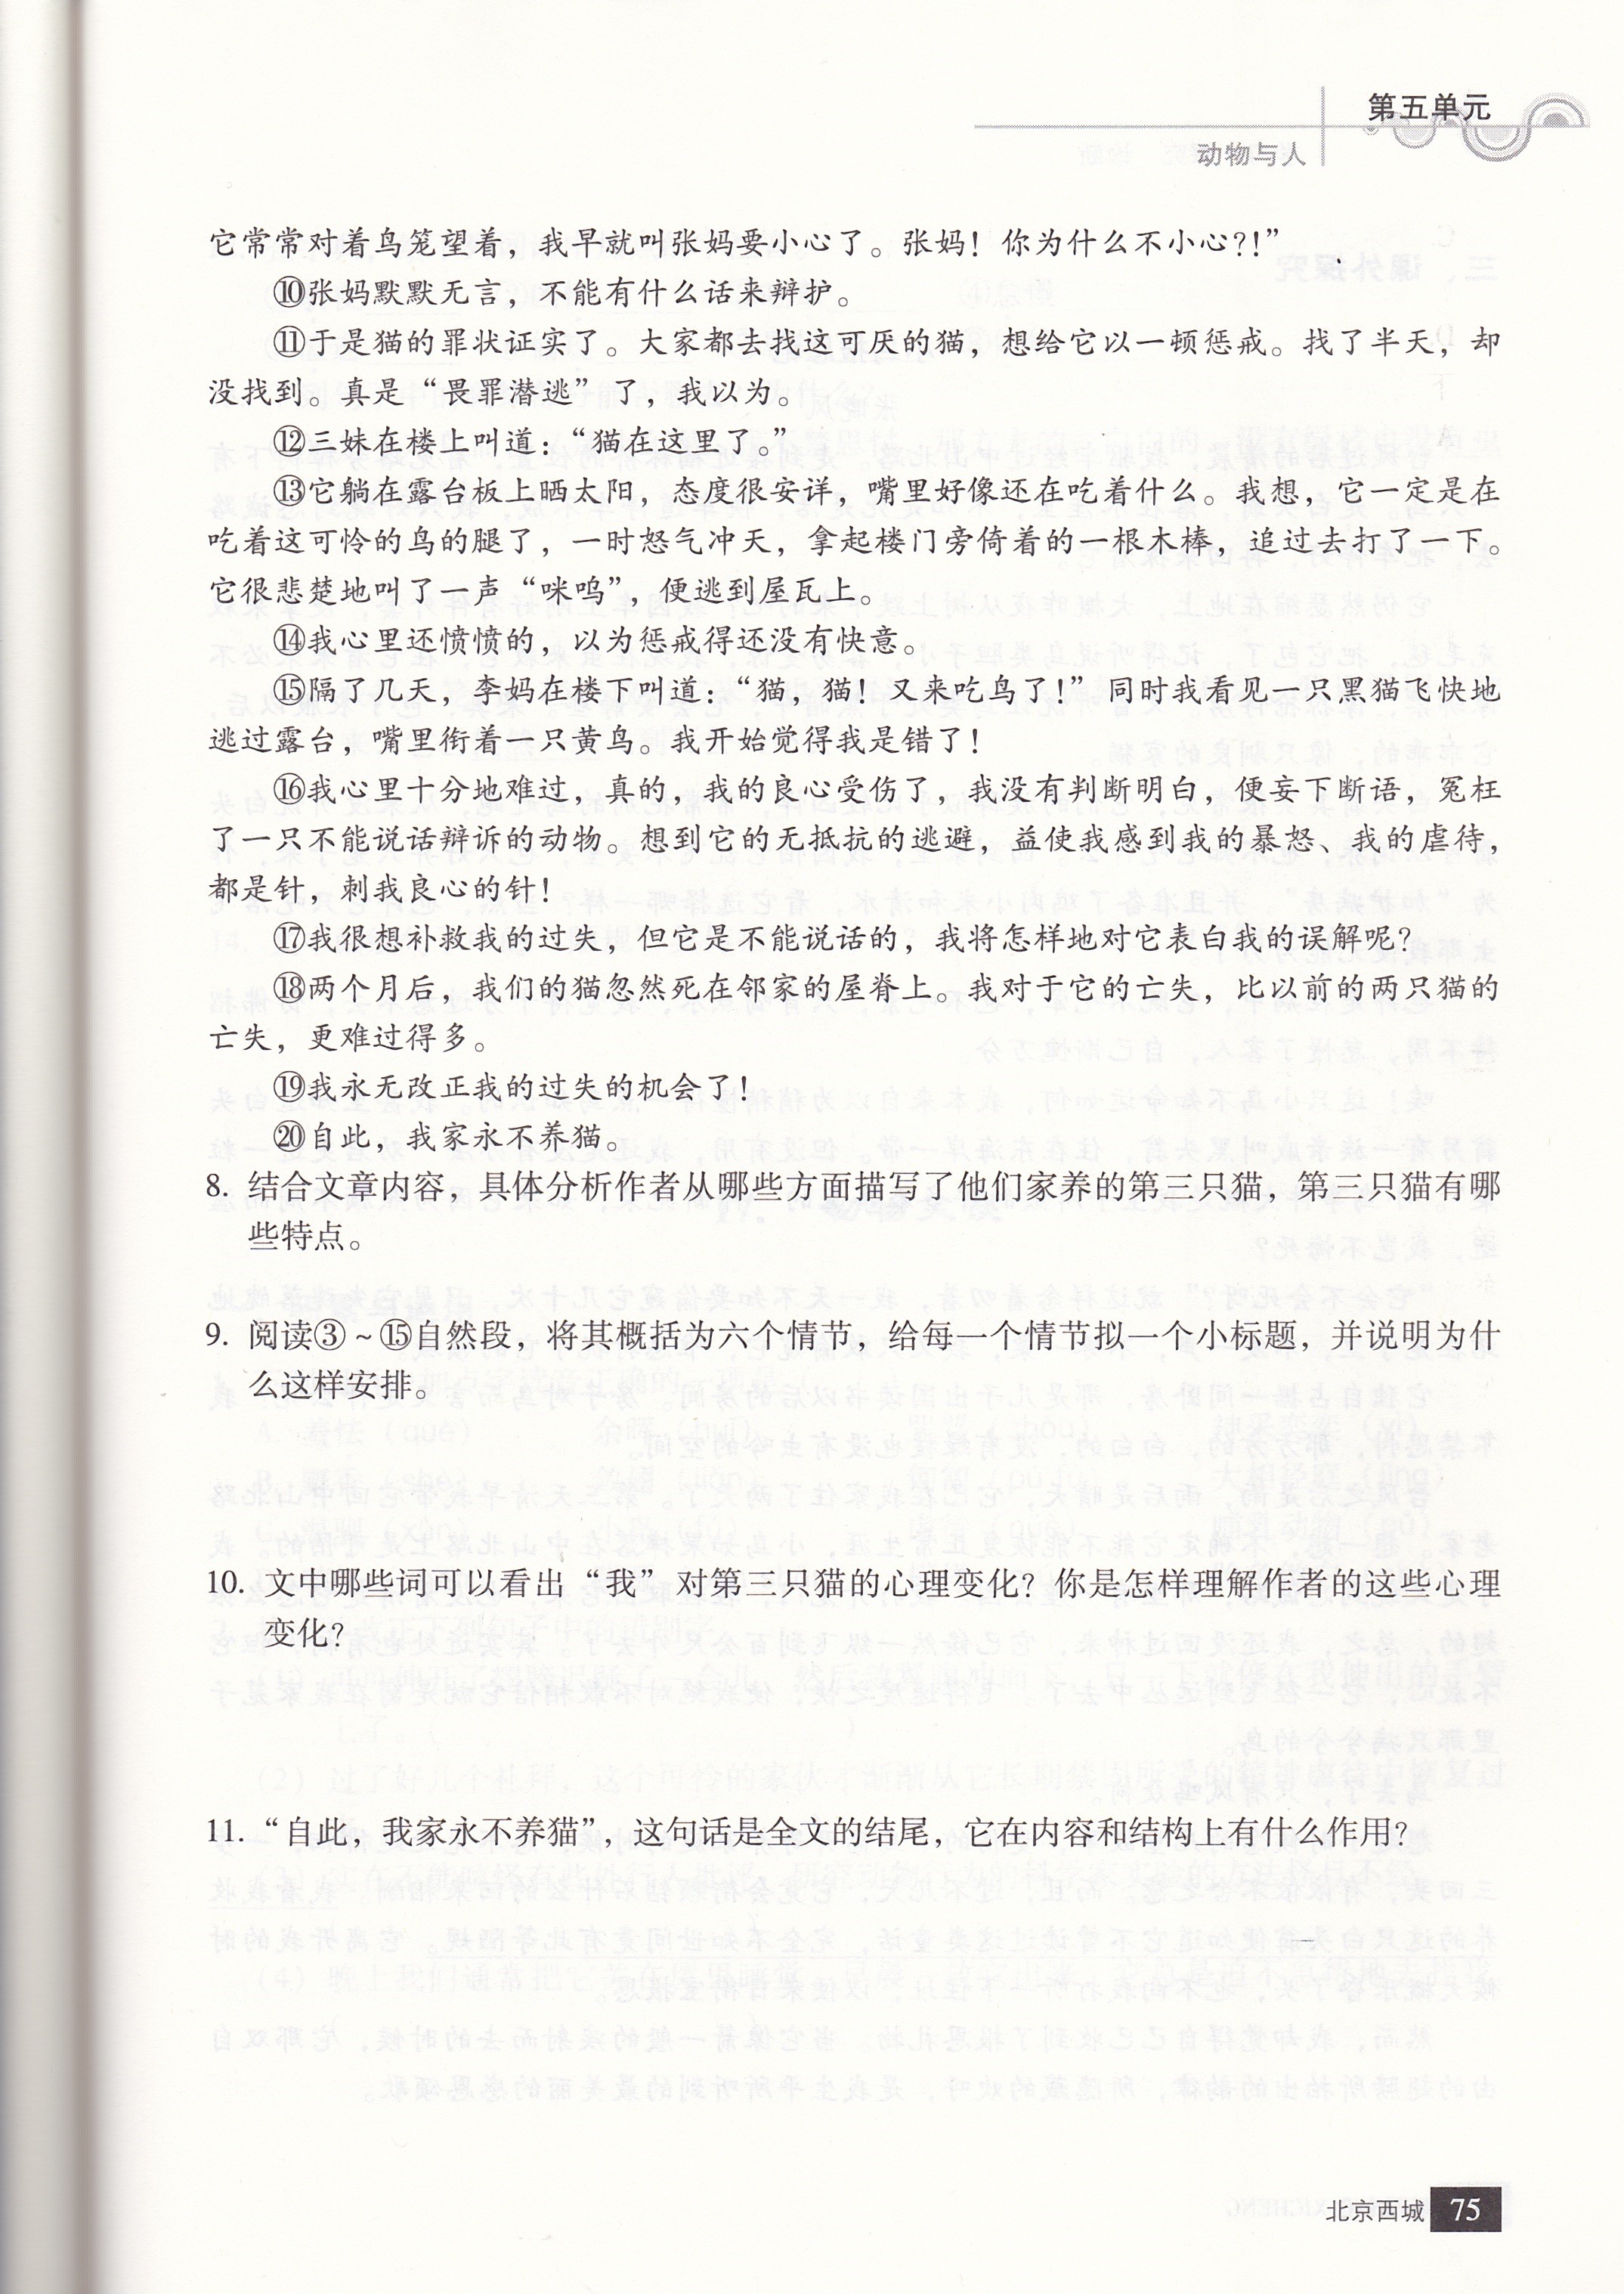 第五单元
动物与人
它常常对着鸟笼望着，我早就叫张妈要小心了。张妈！你为什么不小心?!”
⑩张妈默默无言，不能有什么话来辩护。
⑪于是猫的罪状证实了。大家都去找这可厌的猫，想给它以一顿惩戒。找了半天，却
没找到。真是“畏罪潜逃”了，我以为。
⑫三妹在楼上叫道：“猫在这里了。”
⑬它躺在露台板上晒太阳，态度很安详，嘴里好像还在吃着什么。我想，它一定是在
吃着这可怜的鸟的腿了，一时怒气冲天，拿起楼门旁倚着的一根木棒，追过去打了一下。
它很悲楚地叫了一声“咪呜”，便逃到屋瓦上。
⑭我心里还愤愤的，以为惩戒得还没有快意。
⑮隔了几天，李妈在楼下叫道：“猫，猫！又来吃鸟了！”同时我看见一只黑猫飞快地
逃过露台，嘴里衔着一只黄鸟。我开始觉得我是错了！
⑯我心里十分地难过，真的，我的良心受伤了，我没有判断明白，便妄下断语，冤枉
了一只不能说话辩诉的动物。想到它的无抵抗的逃避，益使我感到我的暴怒、我的虐待，
都是针，刺我良心的针！
⑰我很想补救我的过失，但它是不能说话的，我将怎样地对它表白我的误解呢？
⑱两个月后，我们的猫忽然死在邻家的屋脊上。我对于它的亡失，比以前的两只猫的
亡失，更难过得多。
⑲我永无改正我的过失的机会了！
⑳自此，我家永不养猫。
8. 结合文章内容，具体分析作者从哪些方面描写了他们家养的第三只猫，第三只猫有哪
些特点。
9. 阅读③～⑮自然段，将其概括为六个情节，给每一个情节拟一个小标题，并说明为什
么这样安排。
10. 文中哪些词可以看出“我”对第三只猫的心理变化？你是怎样理解作者的这些心理
变化？
11. “自此，我家永不养猫”，这句话是全文的结尾，它在内容和结构上有什么作用？
北京西城 75